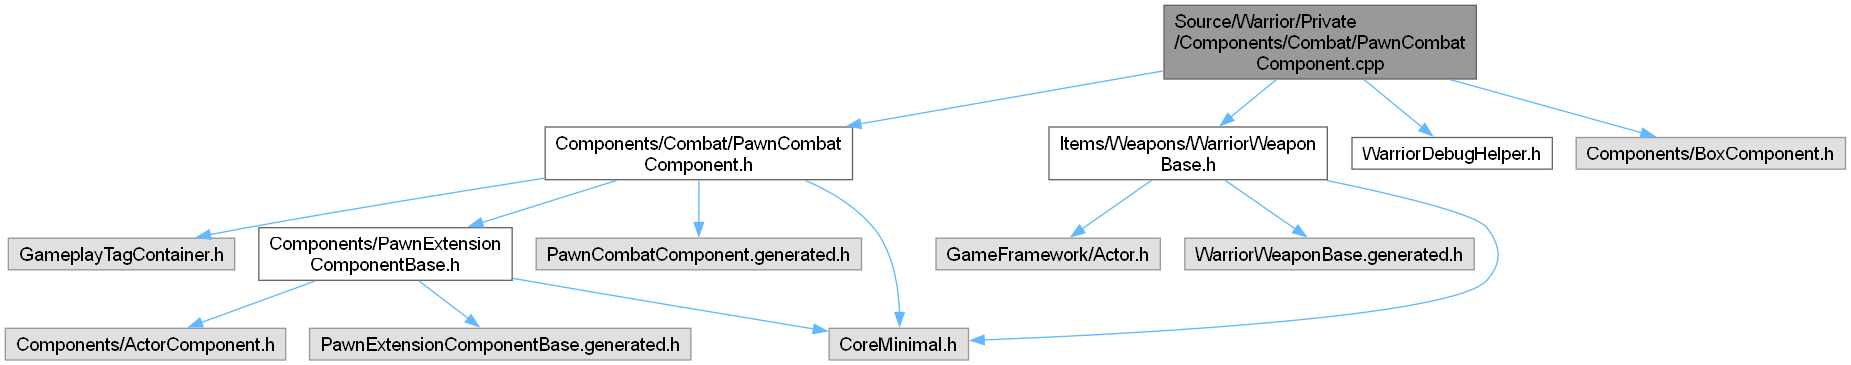 Source/Warrior/Private
/Components/Combat/PawnCombat
Component.cpp
Components/Combat/PawnCombat
Component.h
Items/Weapons/WarriorWeapon
Base.h
WarriorDebugHelper.h
Components/BoxComponent.h
GameplayTagContainer.h
Components/PawnExtension
ComponentBase.h
PawnCombatComponent.generated.h
GameFramework/Actor.h
WarriorWeaponBase.generated.h
Components/ActorComponent.h
PawnExtensionComponentBase.generated.h
CoreMinimal.h